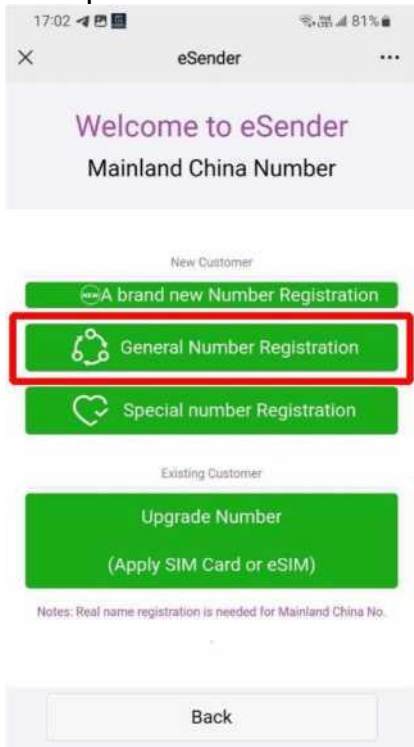 17:02
81%
eSender
Welcome to eSender
Mainland China Number
New Customer
NEW A brand new Number Registration
General Number Registration
Special number Registration
Existing Customer
Upgrade Number
(Apply SIM Card or eSIM)
Notes: Real name registration is needed for Mainland China No.
.
Back